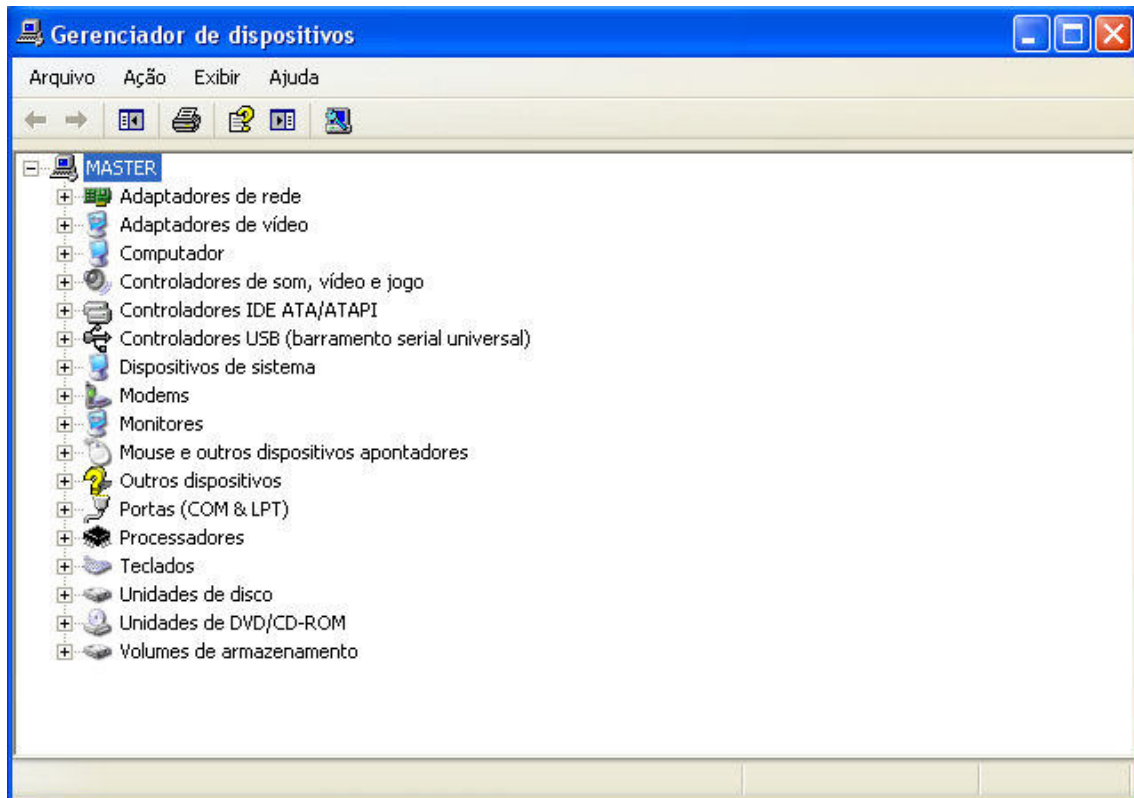 Gerenciador de dispositivos
Arquivo Ação Exibir Ajuda
MASTER
Adaptadores de rede
Adaptadores de vídeo
Computador
Controladores de som, vídeo e jogo
Controladores IDE ATA/ATAPI
Controladores USB (barramento serial universal)
Dispositivos de sistema
Modems
Monitores
Mouse e outros dispositivos apontadores
Outros dispositivos
Portas (COM & LPT)
Processadores
Teclados
Unidades de disco
Unidades de DVD/CD-ROM
Volumes de armazenamento